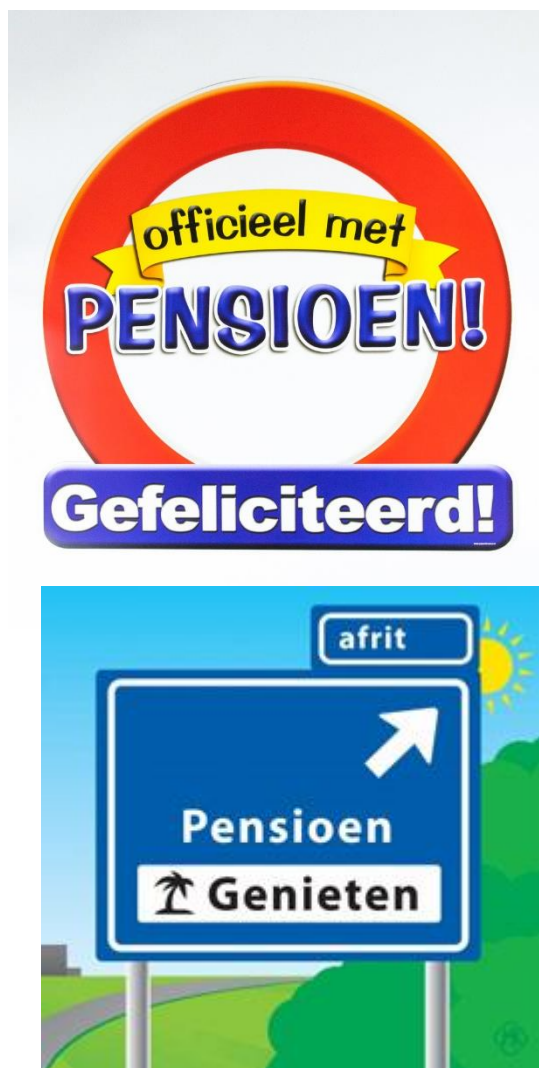 officieel met
PENSIOEN!
Gefeliciteerd!
afrit
Pensioen
Genieten